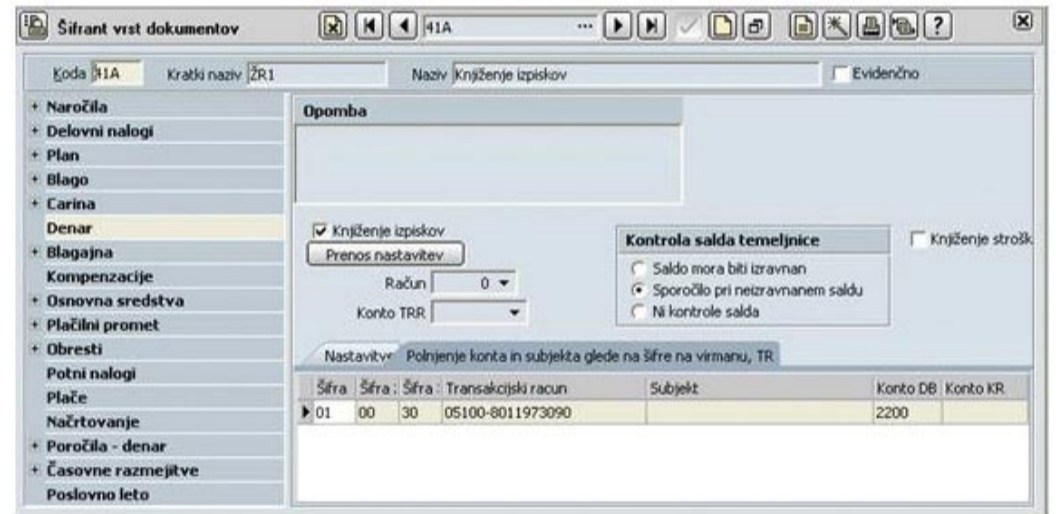 Šifrant vrst dokumentov 41A ... ?
Koda 41A Kratki naziv ŽR1 Naziv Knjiženje izpiskov Evidenčno
+ Naročila
+ Delovni nalogi
+ Plan
+ Blago
+ Carina
Denar
+ Blagajna
Kompenzacije
+ Osnovna sredstva
+ Plačilni promet
+ Obresti
Potni nalogi
Plače
Načrtovanje
+ Poročila - denar
+ Časovne razmejitve
Poslovno leto
Opomba
Knjiženje izpiskov
Prenos nastavitev
Račun 0
Konto TRR
Kontrola salda temeljnice
Saldo mora biti izravnan
Sporočilo pri neizravnanem saldu
Ni kontrole salda
Knjiženje strošk
Nastavitve Polnjenje konta in subjekta glede na šifre na virmanu, TR
Šifra Šifra Šifra Transakcijski racun Subjekt Konto DB Konto KR
01 00 30 05100-8011973090 2200